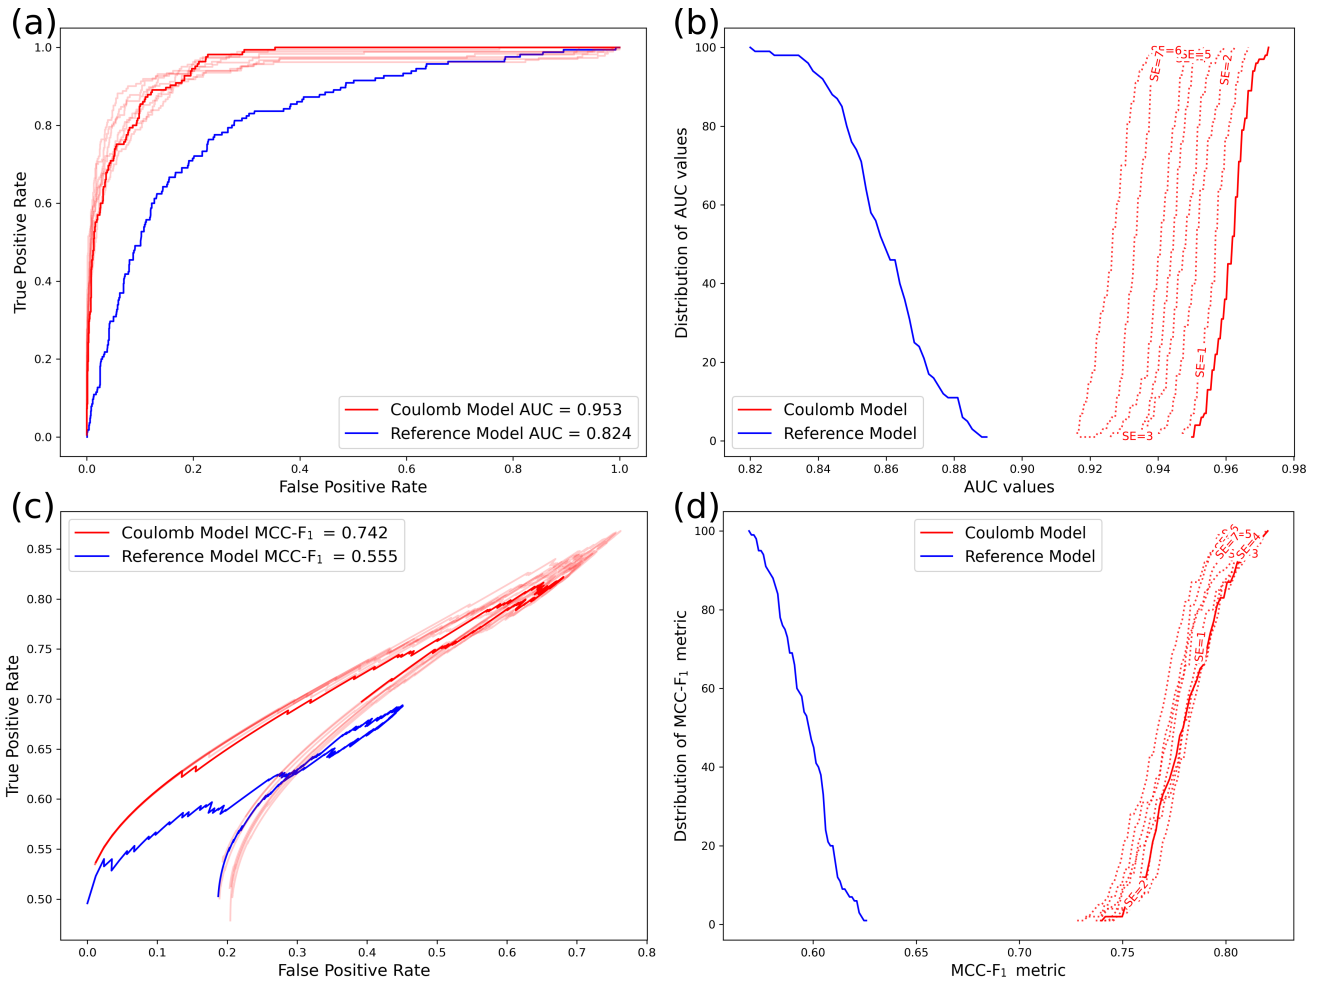 (a)
1.0
0.8
0.6
0.4
0.2
0.0
True Positive Rate
Coulomb Model AUC = 0.953
Reference Model AUC = 0.824
0.0 0.2 0.4 0.6 0.8 1.0
False Positive Rate
(b)
100
80
60
40
20
0
Distribution of AUC values
SE=7
SE=6
SE=5
SE=2
SE=1
SE=3
Coulomb Model
Reference Model
0.82 0.84 0.86 0.88 0.90 0.92 0.94 0.96 0.98
AUC values
(c)
Coulomb Model MCC-F₁ = 0.742
Reference Model MCC-F₁ = 0.555
0.85
0.80
0.75
0.70
0.65
0.60
0.55
0.50
True Positive Rate
0.0 0.1 0.2 0.3 0.4 0.5 0.6 0.7 0.8
False Positive Rate
(d)
Coulomb Model
Reference Model
100
80
60
40
20
0
Dstribution of MCC-F₁ metric
SE=7
SE=4
SE=1
SE=2
0.60 0.65 0.70 0.75 0.80
MCC-F₁ metric